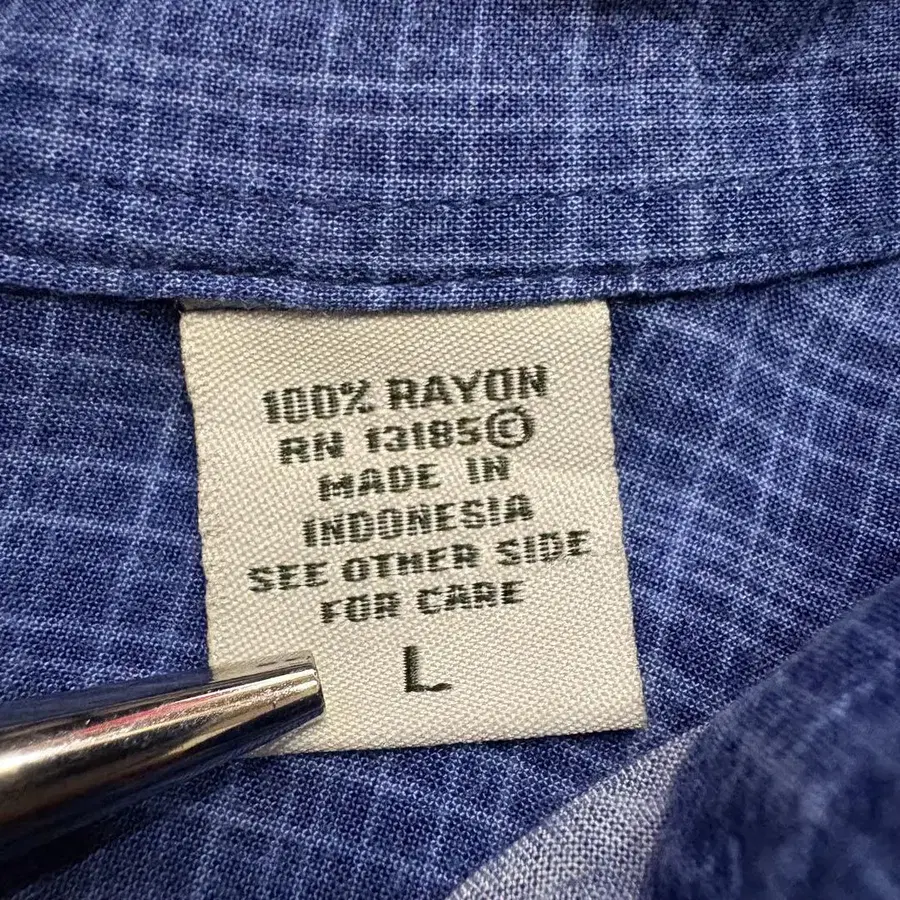 100% RAYON
RN 13185©
MADE IN
INDONESIA
SEE OTHER SIDE
FOR CARE
L